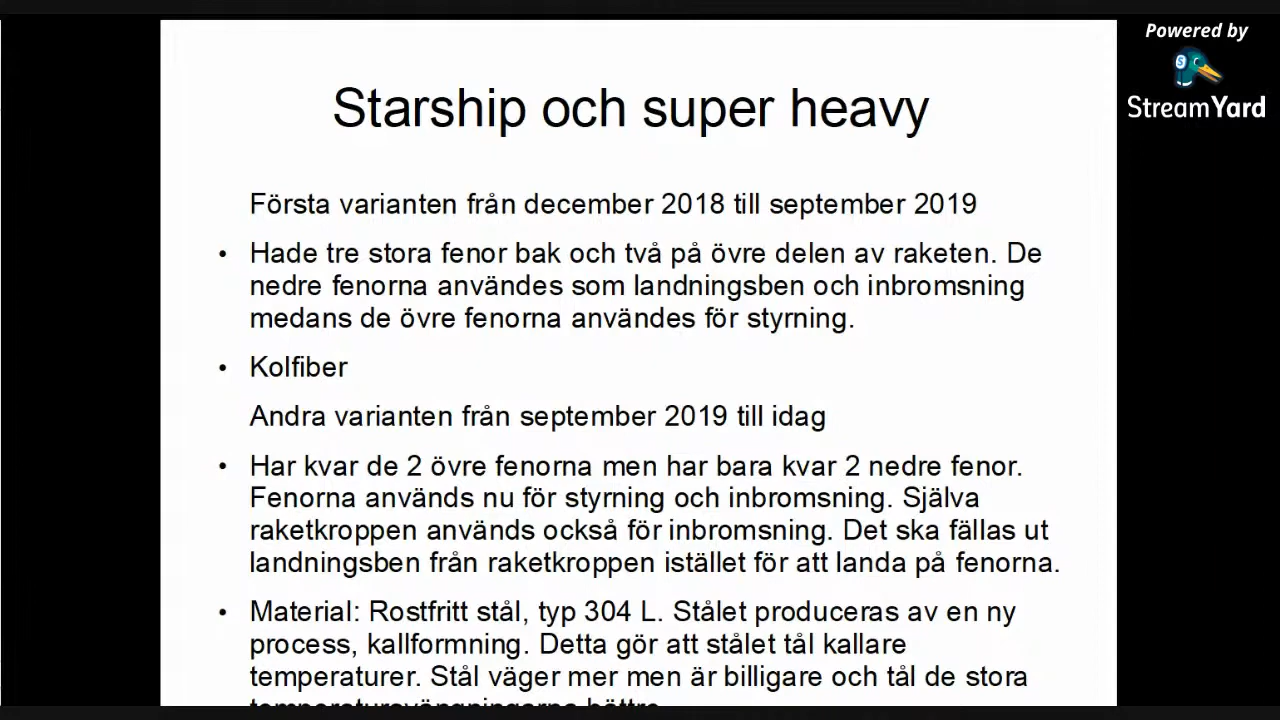 Powered by
StreamYard
Starship och super heavy
Första varianten från december 2018 till september 2019
• Hade tre stora fenor bak och två på övre delen av raketen. De
nedre fenorna användes som landningsben och inbromsning
medans de övre fenorna användes för styrning.
• Kolfiber
Andra varianten från september 2019 till idag
• Har kvar de 2 övre fenorna men har bara kvar 2 nedre fenor.
Fenorna används nu för styrning och inbromsning. Själva
raketkroppen används också för inbromsning. Det ska fällas ut
landningsben från raketkroppen istället för att landa på fenorna.
• Material: Rostfritt stål, typ 304 L. Stålet produceras av en ny
process, kallformning. Detta gör att stålet tål kallare
temperaturer. Stål väger mer men är billigare och tål de stora